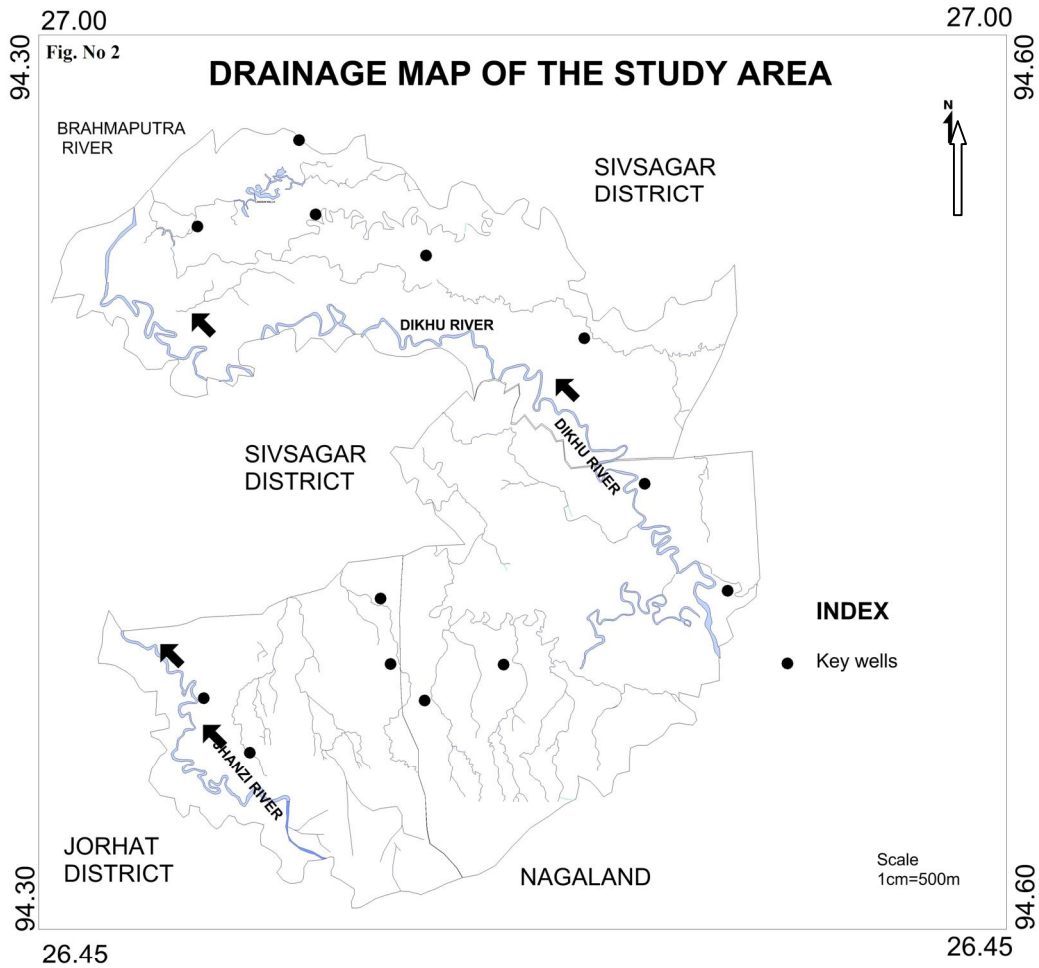 27.00
27.00
94.30
94.60
Fig. No 2
DRAINAGE MAP OF THE STUDY AREA
N
BRAHMAPUTRA
RIVER
SIVSAGAR
DISTRICT
DIKHU RIVER
DIKHU RIVER
SIVSAGAR
DISTRICT
INDEX
Key wells
JHANZI RIVER
JORHAT
DISTRICT
NAGALAND
Scale
1cm=500m
94.30
94.60
26.45
26.45